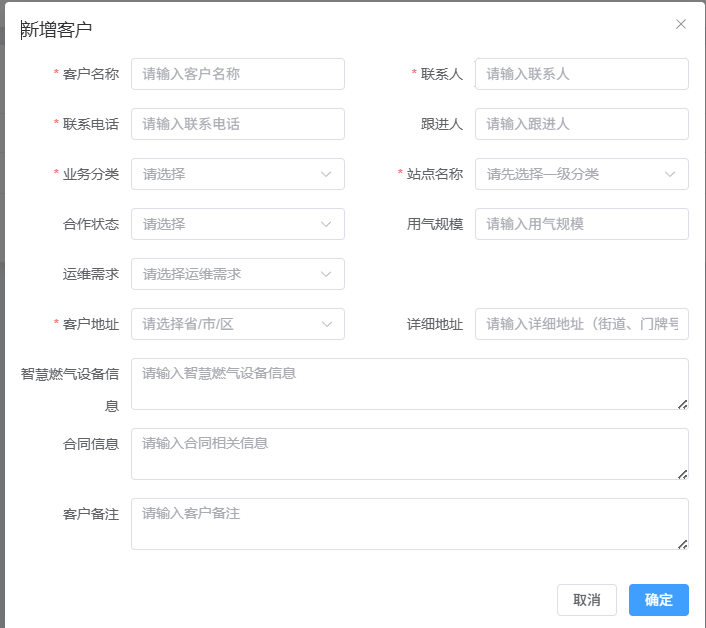 新增客户
* 客户名称 请输入客户名称 * 联系人 请输入联系人
* 联系电话 请输入联系电话 跟进人 请输入跟进人
* 业务分类 请选择 * 站点名称 请先选择一级分类
合作状态 请选择 用气规模 请输入用气规模
运维需求 请选择运维需求
* 客户地址 请选择省/市/区 详细地址 请输入详细地址（街道、门牌号
智慧燃气设备信 请输入智慧燃气设备信息
息
合同信息 请输入合同相关信息
客户备注 请输入客户备注
取消 确定